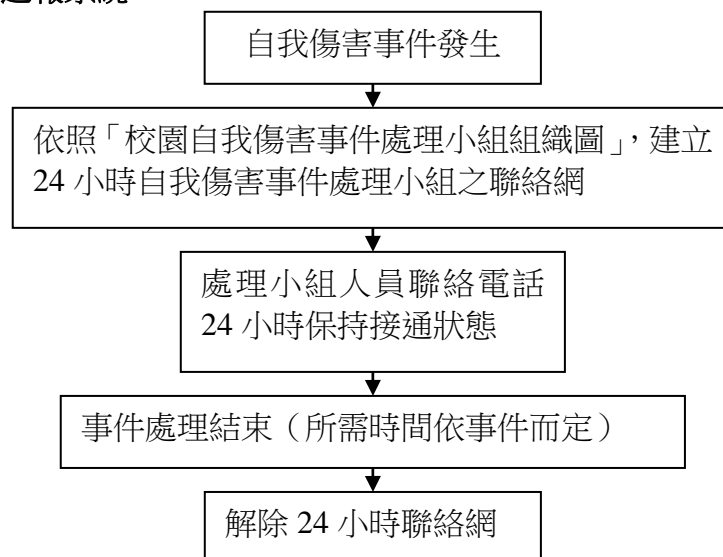 自我傷害事件發生
依照「校園自我傷害事件處理小組組織圖」，建立
24 小時自我傷害事件處理小組之聯絡網
處理小組人員聯絡電話
24 小時保持接通狀態
事件處理結束（所需時間依事件而定）
解除 24 小時聯絡網